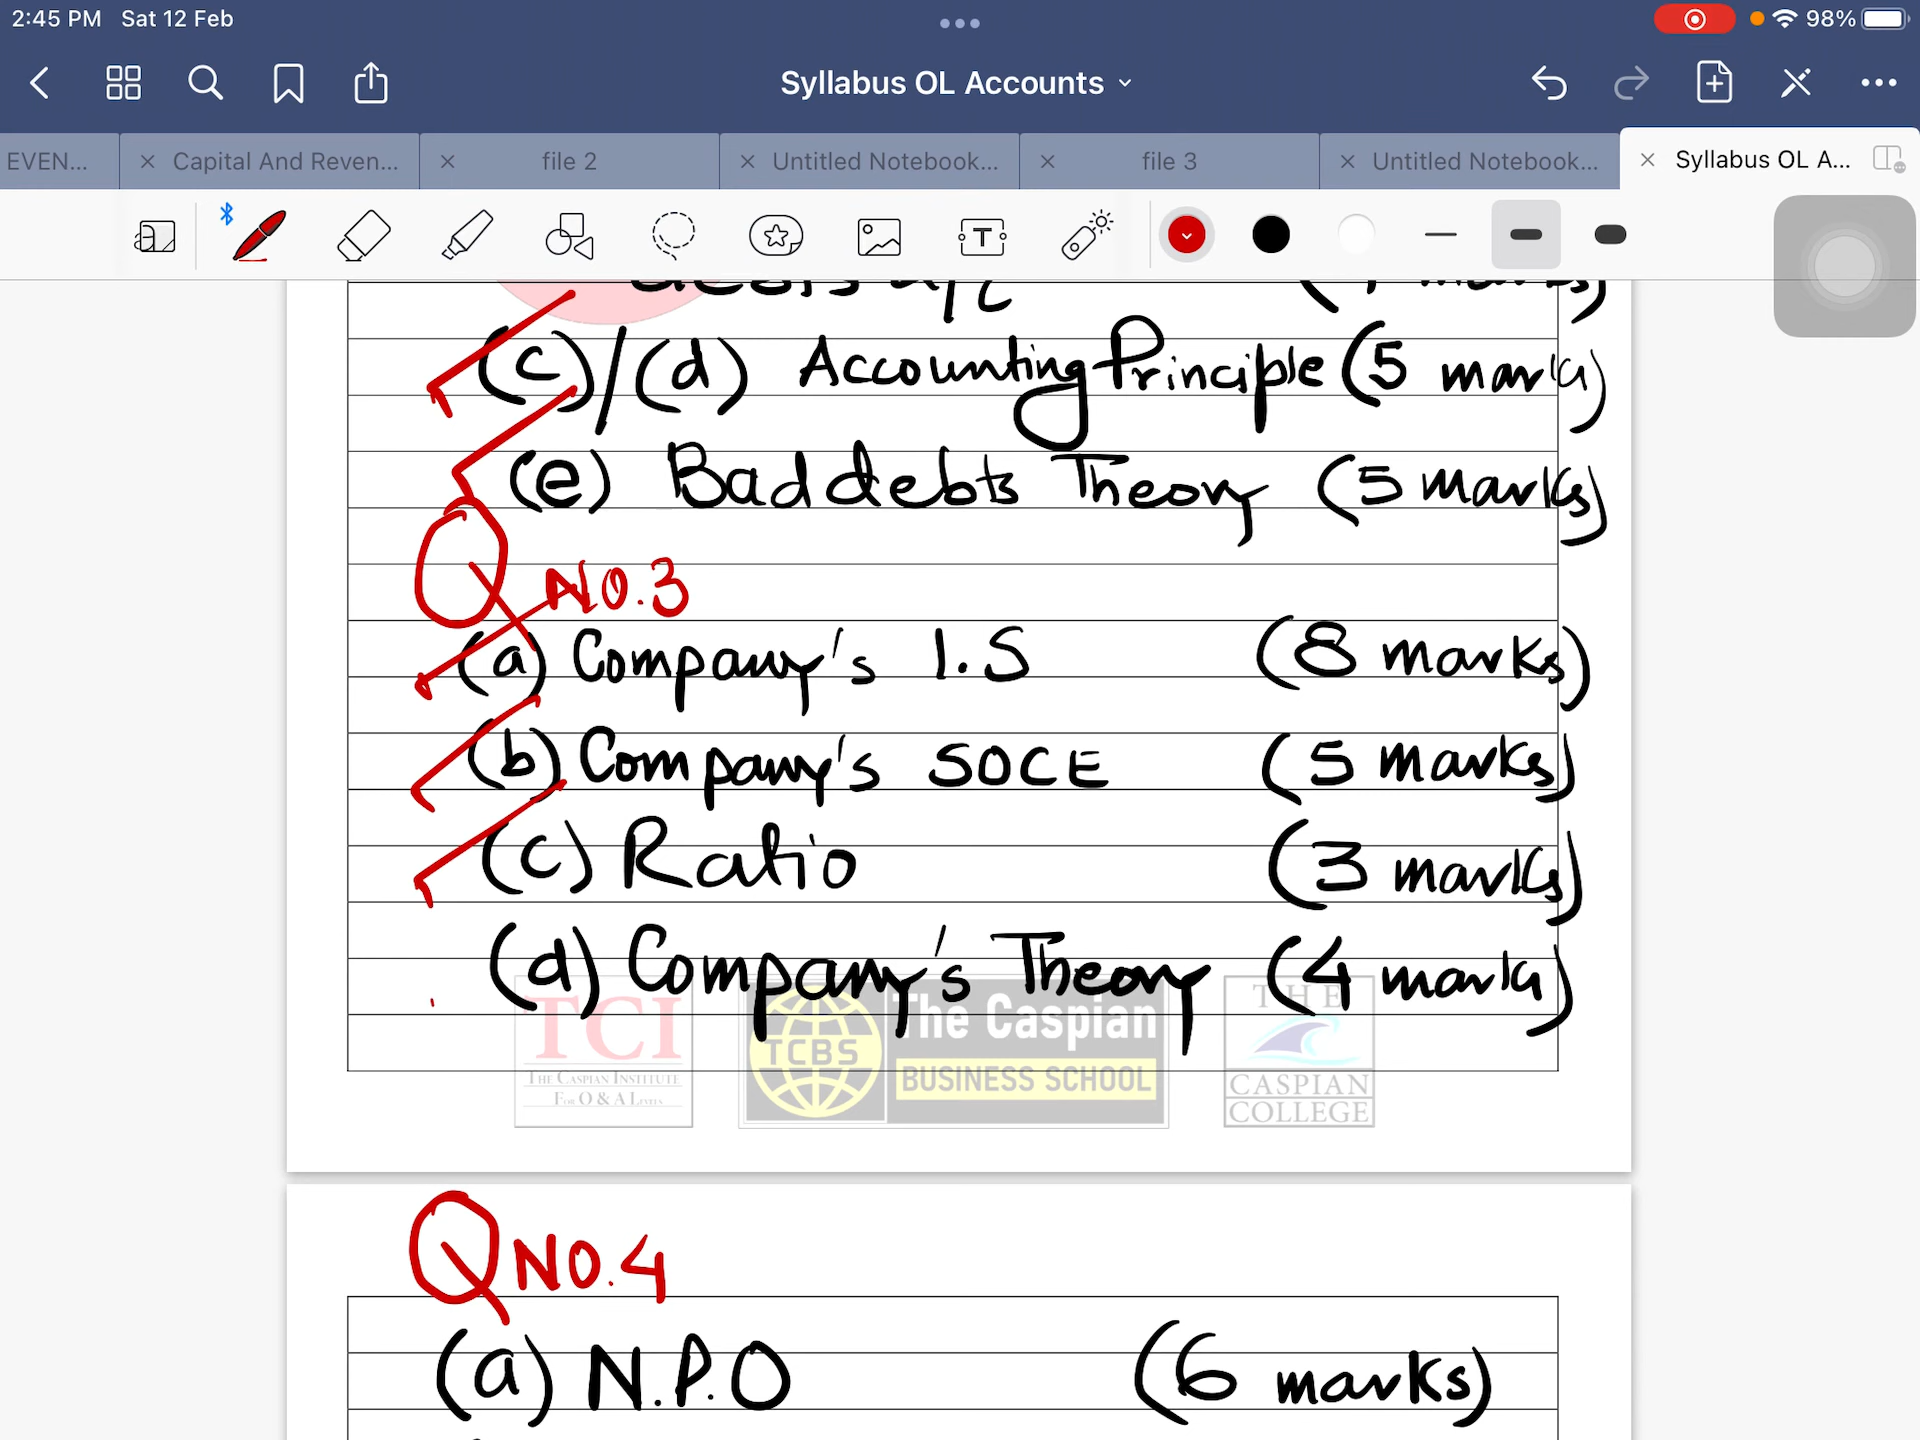 2:45 PM Sat 12 Feb
98%
Syllabus OL Accounts
EVEN...
Capital And Reven...
file 2
Untitled Notebook...
file 3
Untitled Notebook...
Syllabus OL A...
(c)/(d) Accounting Principle (5 marks)
(e) Bad debts Theory (5 marks)
Q NO.3
(a) Company's I.S (8 marks)
(b) Company's SOCE (5 marks)
(c) Ratio (3 marks)
(d) Company's Theory (4 marks)
TCI
THE CASPIAN INSTITUTE
FOR O & A LEVELS
TCBS
The Caspian
BUSINESS SCHOOL
THE
CASPIAN
COLLEGE
Q NO.4
(a) N.P.O (6 marks)